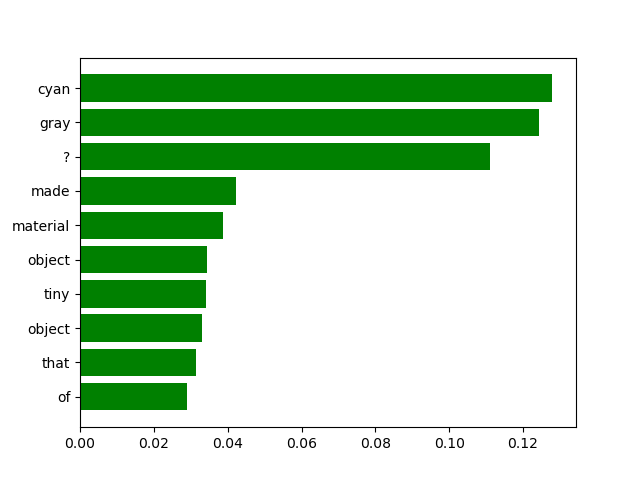 cyan
gray
?
made
material
object
tiny
object
that
of
0.00 0.02 0.04 0.06 0.08 0.10 0.12